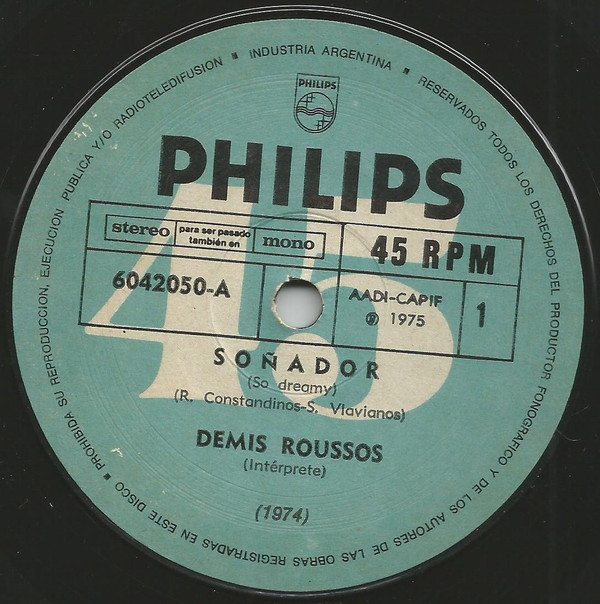 INDUSTRIA ARGENTINA ■ RESERVADOS TODOS LOS DERECHOS DEL PRODUCTOR FONOGRAFICO Y DE LOS AUTORES DE LAS OBRAS REGISTRADAS EN ESTE DISCO ■ PROHIBIDA SU REPRODUCCION, EJECUCION PUBLICA Y/O RADIOTELEDIFUSION ■
PHILIPS
PHILIPS
45
stereo
para ser pasado
también en
mono
45 RPM
6042050-A
AADI-CAPIF
℗ 1975
1
SOÑADOR
(So dreamy)
(R. Constandinos-S. Vlavianos)
DEMIS ROUSSOS
(Intérprete)
(1974)